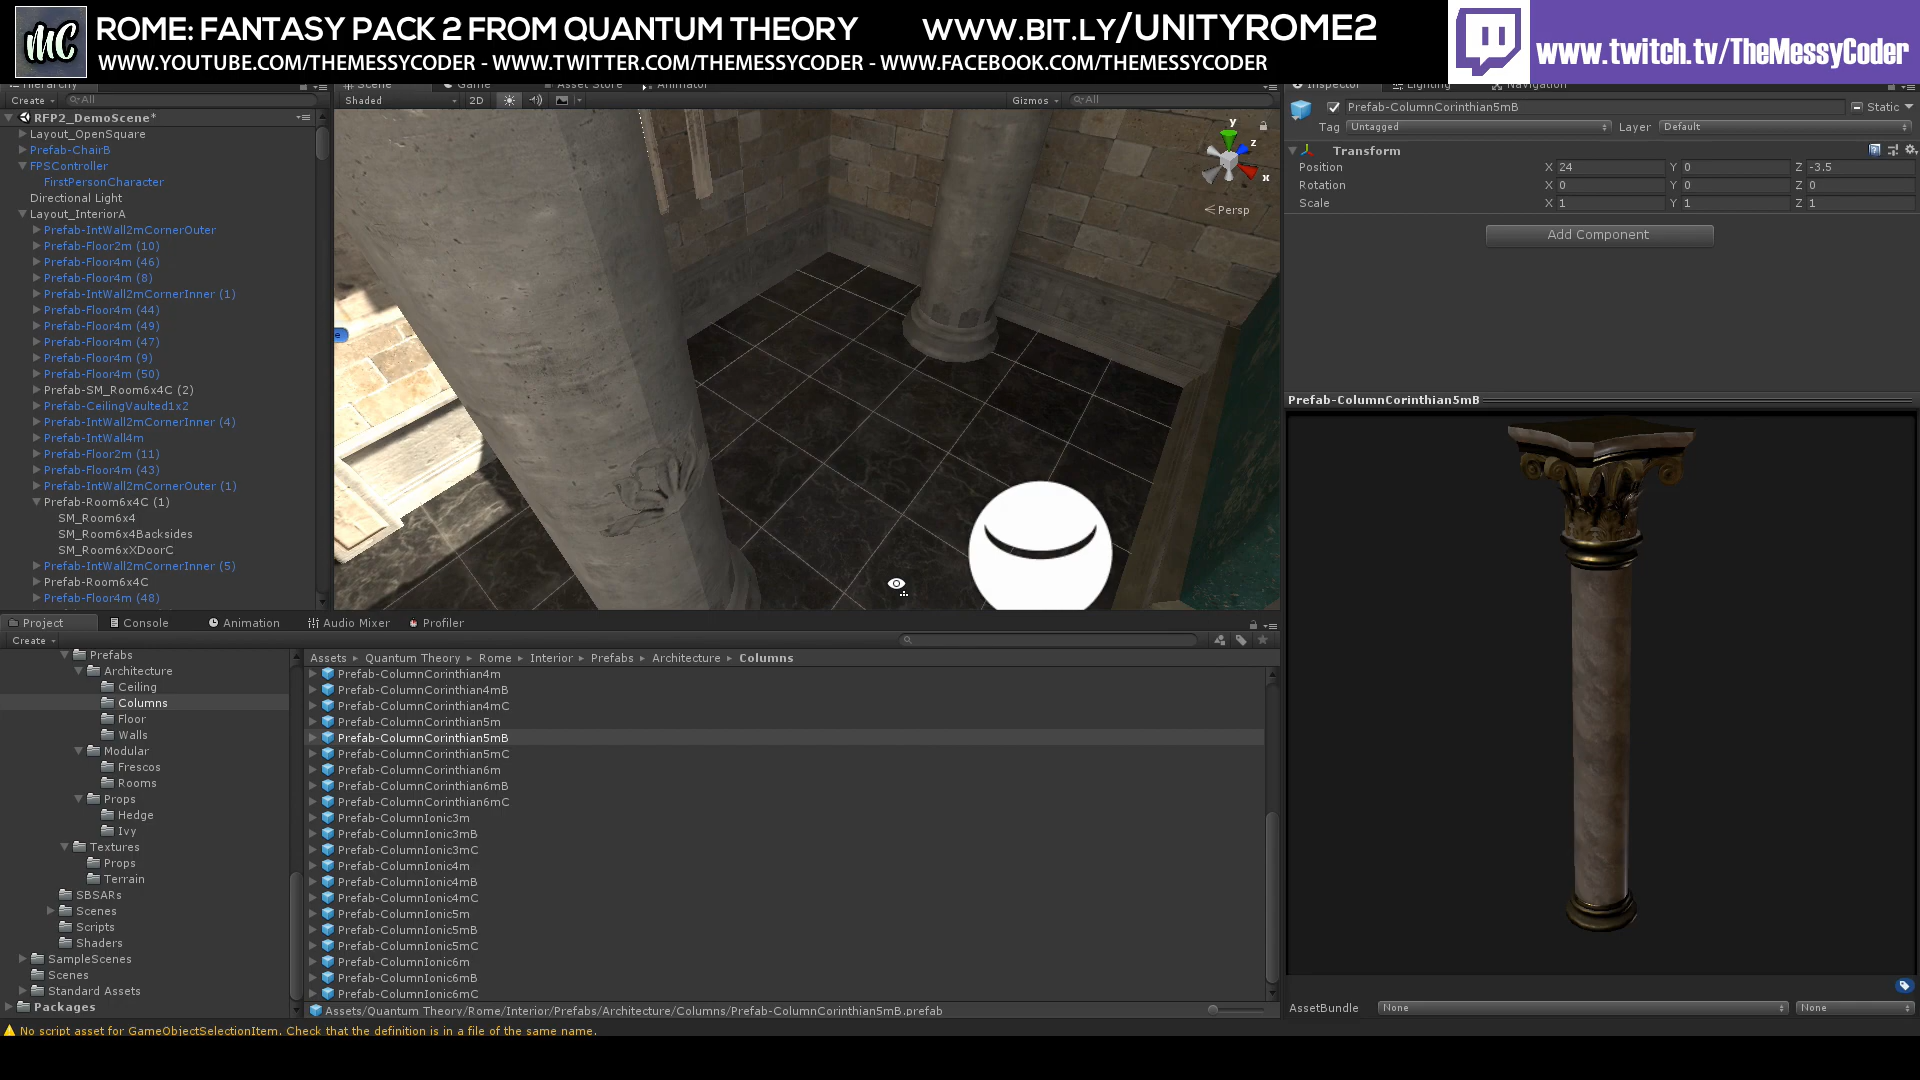 MC
ROME: FANTASY PACK 2 FROM QUANTUM THEORY
WWW.BIT.LY/UNITYROME2
WWW.YOUTUBE.COM/THEMESSYCODER - WWW.TWITTER.COM/THEMESSYCODER - WWW.FACEBOOK.COM/THEMESSYCODER
www.twitch.tv/TheMessyCoder
Hierarchy
Create
All
RFP2_DemoScene*
Layout_OpenSquare
Prefab-ChairB
FPSController
FirstPersonCharacter
Directional Light
Layout_InteriorA
Prefab-IntWall2mCornerOuter
Prefab-Floor2m (10)
Prefab-Floor4m (46)
Prefab-Floor4m (8)
Prefab-IntWall2mCornerInner (1)
Prefab-Floor4m (44)
Prefab-Floor4m (49)
Prefab-Floor4m (47)
Prefab-Floor4m (9)
Prefab-Floor4m (50)
Prefab-SM_Room6x4C (2)
Prefab-CeilingVaulted1x2
Prefab-IntWall2mCornerInner (4)
Prefab-IntWall4m
Prefab-Floor2m (11)
Prefab-Floor4m (43)
Prefab-IntWall2mCornerOuter (1)
Prefab-Room6x4C (1)
SM_Room6x4
SM_Room6x4Backsides
SM_Room6xXDoorC
Prefab-IntWall2mCornerInner (5)
Prefab-Room6x4C
Prefab-Floor4m (48)
Scene Game Asset Store Animator
Shaded 2D Gizmos All
y
z
x
Persp
Inspector Lighting Navigation
Prefab-ColumnCorinthian5mB Static
Tag Untagged Layer Default
Transform
Position X 24 Y 0 Z -3.5
Rotation X 0 Y 0 Z 0
Scale X 1 Y 1 Z 1
Add Component
Prefab-ColumnCorinthian5mB
AssetBundle None None
Project Console Animation Audio Mixer Profiler
Create
Prefabs
Architecture
Ceiling
Columns
Floor
Walls
Modular
Frescos
Rooms
Props
Hedge
Ivy
Textures
Props
Terrain
SBSARs
Scenes
Scripts
Shaders
SampleScenes
Scenes
Standard Assets
Packages
Assets Quantum Theory Rome Interior Prefabs Architecture Columns
Prefab-ColumnCorinthian4m
Prefab-ColumnCorinthian4mB
Prefab-ColumnCorinthian4mC
Prefab-ColumnCorinthian5m
Prefab-ColumnCorinthian5mB
Prefab-ColumnCorinthian5mC
Prefab-ColumnCorinthian6m
Prefab-ColumnCorinthian6mB
Prefab-ColumnCorinthian6mC
Prefab-ColumnIonic3m
Prefab-ColumnIonic3mB
Prefab-ColumnIonic3mC
Prefab-ColumnIonic4m
Prefab-ColumnIonic4mB
Prefab-ColumnIonic4mC
Prefab-ColumnIonic5m
Prefab-ColumnIonic5mB
Prefab-ColumnIonic5mC
Prefab-ColumnIonic6m
Prefab-ColumnIonic6mB
Prefab-ColumnIonic6mC
Assets/Quantum Theory/Rome/Interior/Prefabs/Architecture/Columns/Prefab-ColumnCorinthian5mB.prefab
No script asset for GameObjectSelectionItem. Check that the definition is in a file of the same name.